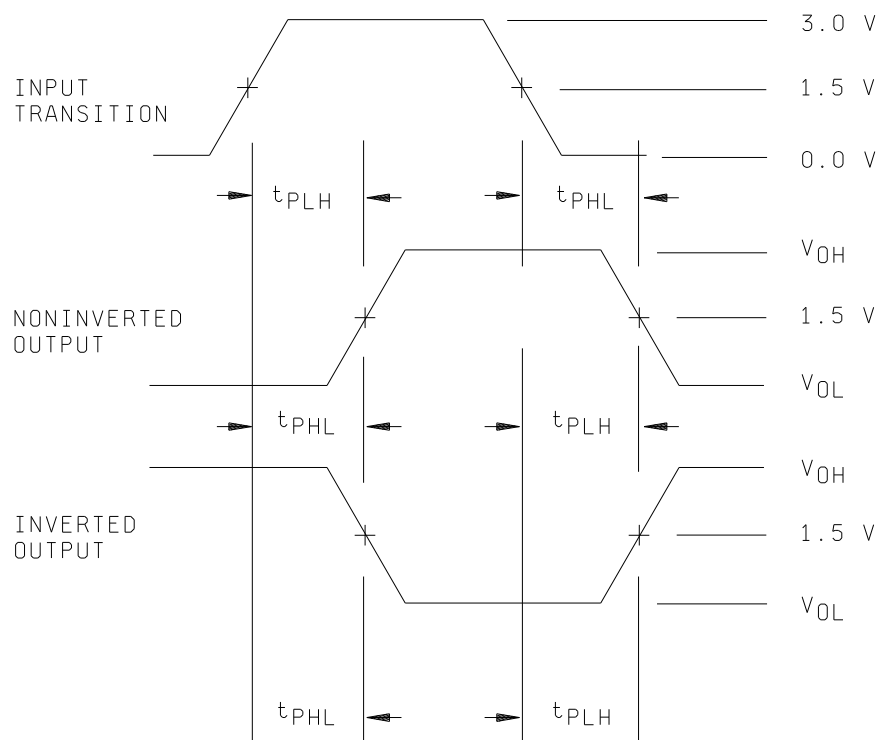 3.0 V
INPUT
TRANSITION
1.5 V
0.0 V
tPLH
tPHL
VOH
NONINVERTED
OUTPUT
1.5 V
VOL
tPHL
tPLH
VOH
INVERTED
OUTPUT
1.5 V
VOL
tPHL
tPLH